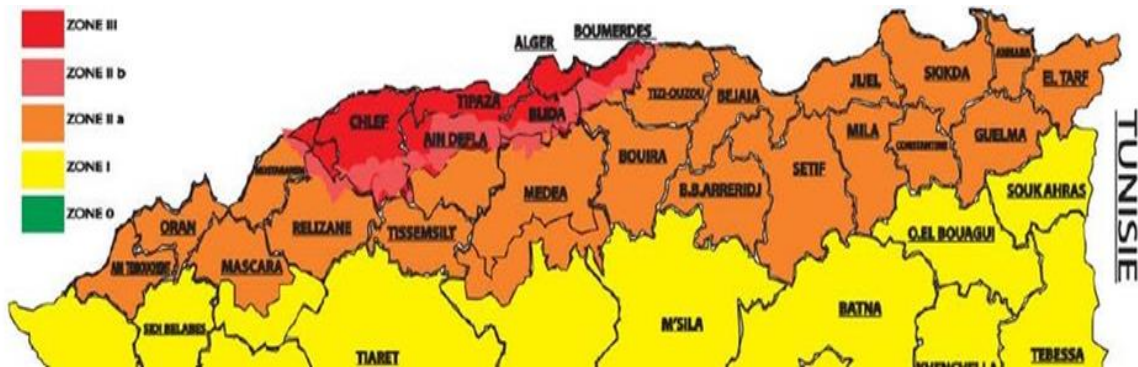 ZONE III
ZONE II b
ZONE II a
ZONE I
ZONE 0
ALGER
BOUMERDES
TIPAZA
BLIDA
CHLEF
AIN DEFLA
TIZI-OUZOU
BEJAIA
JIJEL
SKIKDA
ANNABA
EL TARF
MILA
CONSTANTINE
GUELMA
BOUIRA
SETIF
B.B.ARRERIDJ
MEDEA
SOUK AHRAS
ORAN
RELIZANE
TISSEMSILT
O.EL BOUAGUI
MASCARA
SIDI BELABES
TIARET
M'SILA
BATNA
KHENCHELLA
TEBESSA
TUNISIE